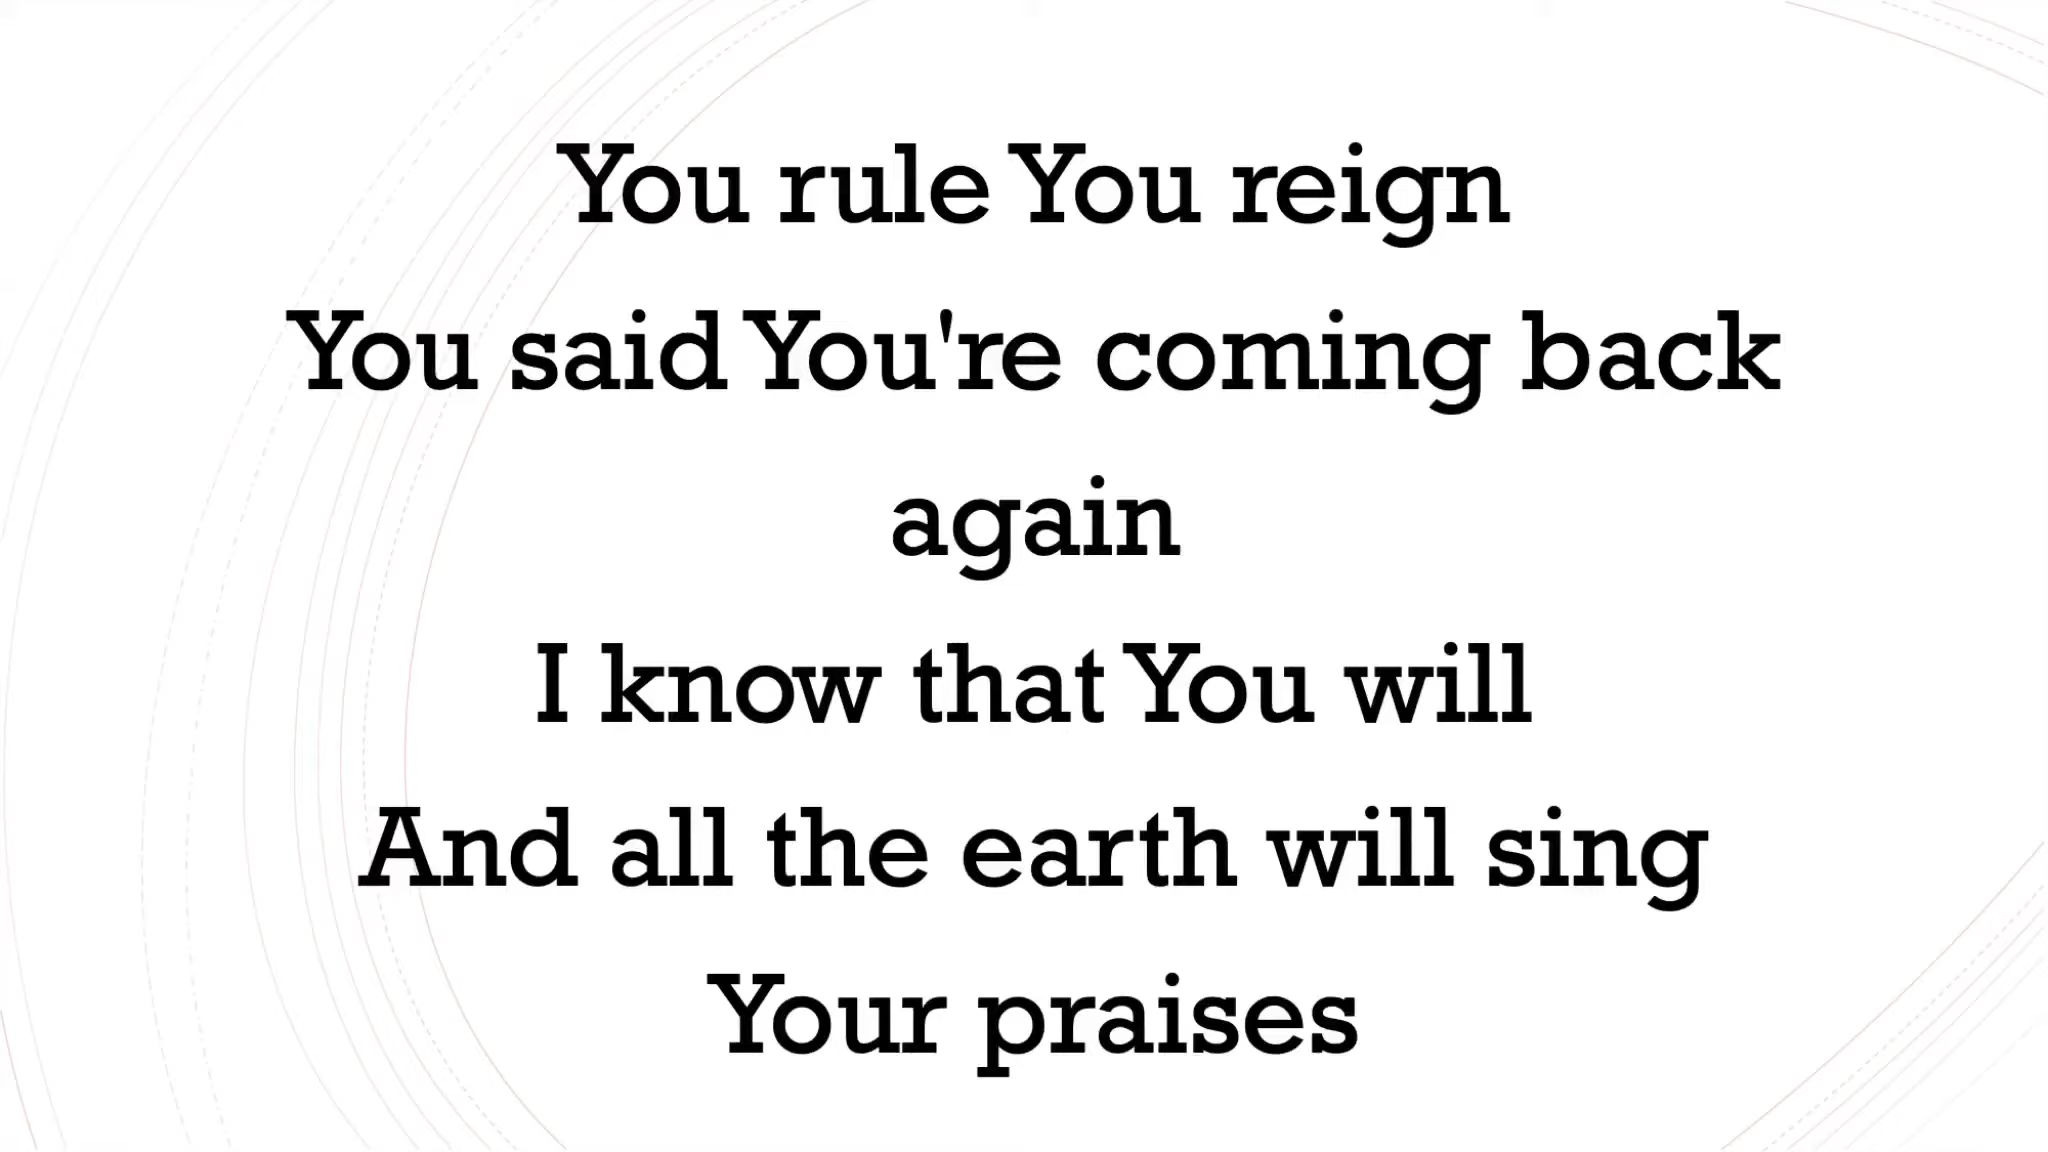 You rule You reign
You said You're coming back
again
I know that You will
And all the earth will sing
Your praises